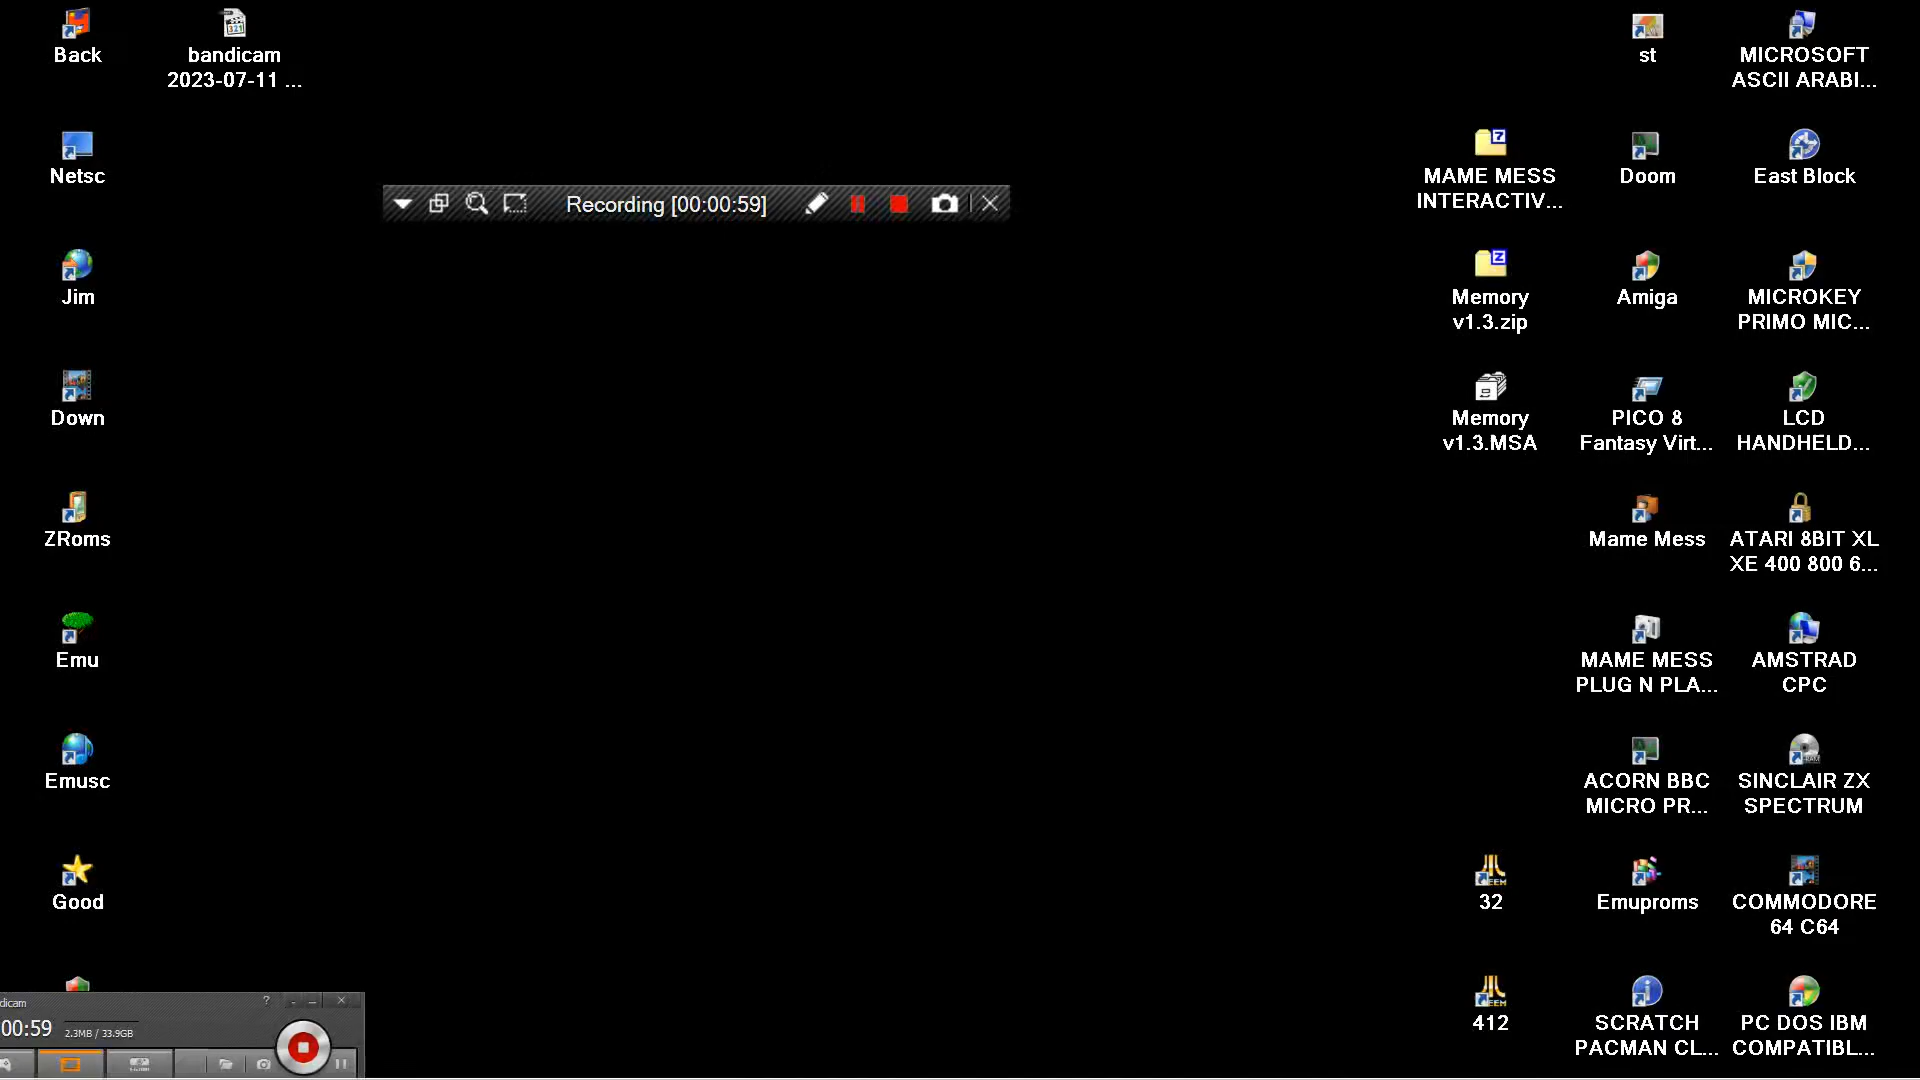 Back
bandicam
2023-07-11 ...
st
MICROSOFT
ASCII ARABI...
Netsc
MAME MESS
INTERACTIV...
Doom
East Block
Recording [00:00:59]
Jim
Memory
v1.3.zip
Amiga
MICROKEY
PRIMO MIC...
Down
Memory
v1.3.MSA
PICO 8
Fantasy Virt...
LCD
HANDHELD...
ZRoms
Mame Mess
ATARI 8BIT XL
XE 400 800 6...
Emu
MAME MESS
PLUG N PLA...
AMSTRAD
CPC
Emusc
ACORN BBC
MICRO PR...
SINCLAIR ZX
SPECTRUM
Good
32
Emuproms
COMMODORE
64 C64
412
SCRATCH
PACMAN CL...
PC DOS IBM
COMPATIBL...
dicam
00:59
2.3MB / 33.9GB